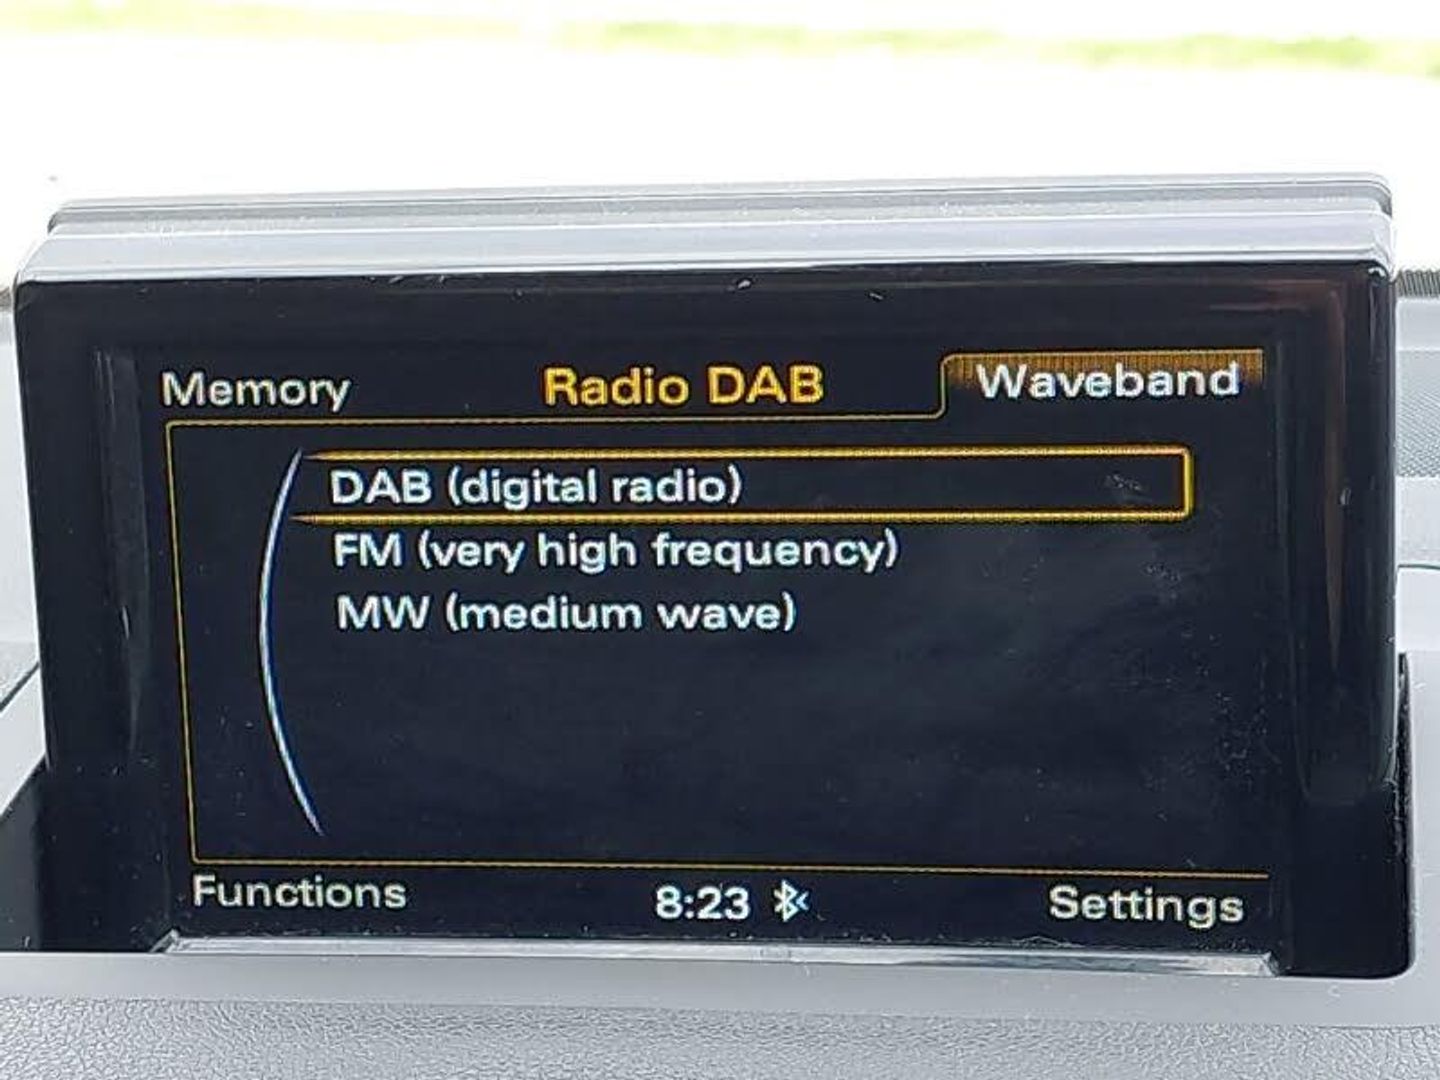 Memory Radio DAB Waveband
DAB (digital radio)
FM (very high frequency)
MW (medium wave)
Functions 8:23 Settings